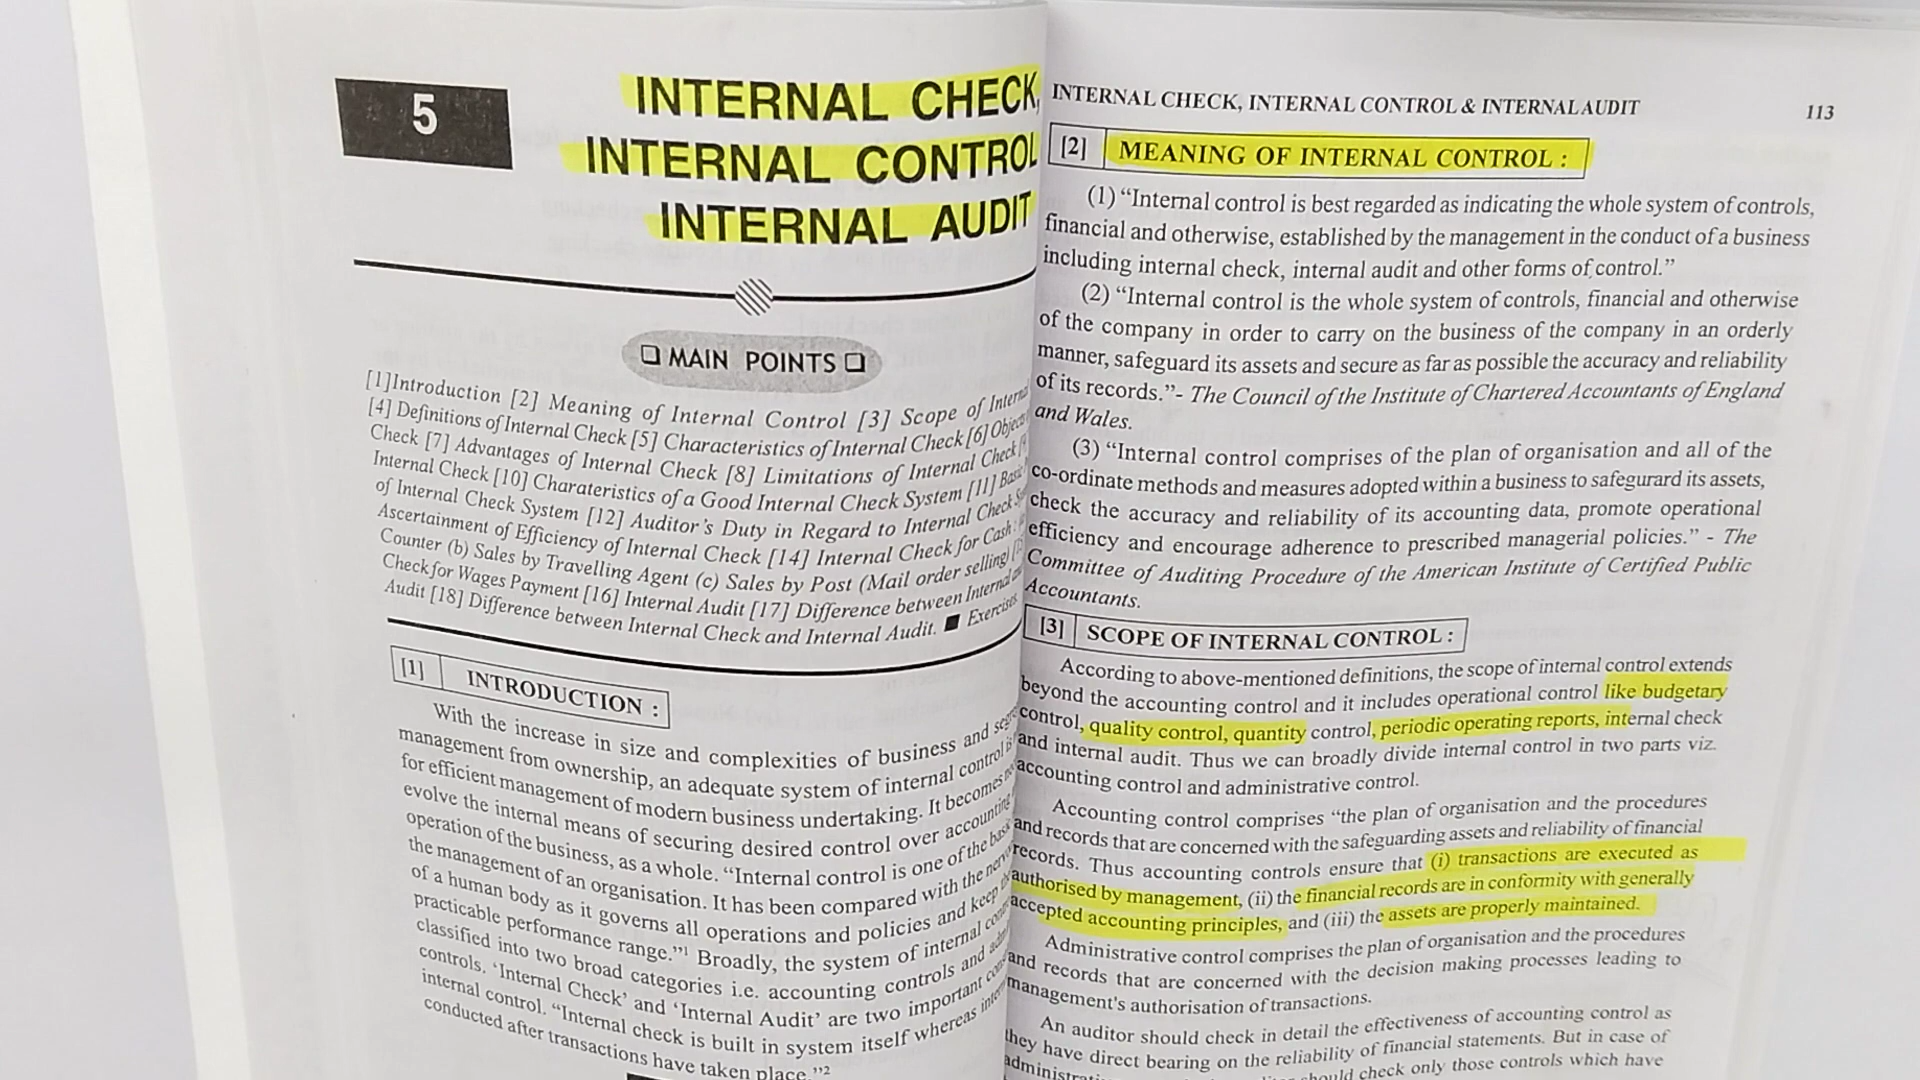 5
INTERNAL CHECK,
INTERNAL CONTROL
INTERNAL AUDIT
❑ MAIN POINTS ❑
[1]Introduction [2] Meaning of Internal Control [3] Scope of
[4] Definitions of Internal Check [5] Characteristics of Internal Check [6]
Check [7] Advantages of Internal Check [8] Limitations of Internal Check
Internal Check [10] Charateristics of a Good Internal Check System [11]
of Internal Check System [12] Auditor's Duty in Regard to Internal Check
Ascertainment of Efficiency of Internal Check [14] Internal Check for Cash :
Counter (b) Sales by Travelling Agent (c) Sales by Post (Mail order selling)
Check for Wages Payment [16] Internal Audit [17] Difference between Internal
Audit [18] Difference between Internal Check and Internal Audit. ■ Exercises.
[1] INTRODUCTION :
With the increase in size and complexities of business and
management from ownership, an adequate system of internal control is
for efficient management of modern business undertaking. It becomes
evolve the internal means of securing desired control over accounting
operation of the business, as a whole. “Internal control is one of the basic
the management of an organisation. It has been compared with the
of a human body as it governs all operations and policies and keep
practicable performance range.”1 Broadly, the system of internal
classified into two broad categories i.e. accounting controls and
controls. ‘Internal Check’ and ‘Internal Audit’ are two important
internal control. “Internal check is built in system itself whereas
conducted after transactions have taken place.”2
INTERNAL CHECK, INTERNAL CONTROL & INTERNAL AUDIT 113
[2] MEANING OF INTERNAL CONTROL :
(1) “Internal control is best regarded as indicating the whole system of controls,
financial and otherwise, established by the management in the conduct of a business
including internal check, internal audit and other forms of control.”
(2) “Internal control is the whole system of controls, financial and otherwise
of the company in order to carry on the business of the company in an orderly
manner, safeguard its assets and secure as far as possible the accuracy and reliability
of its records.”- The Council of the Institute of Chartered Accountants of England
and Wales.
(3) “Internal control comprises of the plan of organisation and all of the
co-ordinate methods and measures adopted within a business to safegurard its assets,
check the accuracy and reliability of its accounting data, promote operational
efficiency and encourage adherence to prescribed managerial policies.” - The
Committee of Auditing Procedure of the American Institute of Certified Public
Accountants.
[3] SCOPE OF INTERNAL CONTROL :
According to above-mentioned definitions, the scope of internal control extends
beyond the accounting control and it includes operational control like budgetary
control, quality control, quantity control, periodic operating reports, internal check
and internal audit. Thus we can broadly divide internal control in two parts viz.
accounting control and administrative control.
Accounting control comprises “the plan of organisation and the procedures
and records that are concerned with the safeguarding assets and reliability of financial
records. Thus accounting controls ensure that (i) transactions are executed as
authorised by management, (ii) the financial records are in conformity with generally
accepted accounting principles, and (iii) the assets are properly maintained.
Administrative control comprises the plan of organisation and the procedures
and records that are concerned with the decision making processes leading to
management's authorisation of transactions.
An auditor should check in detail the effectiveness of accounting control as
they have direct bearing on the reliability of financial statements. But in case of
should check only those controls which have